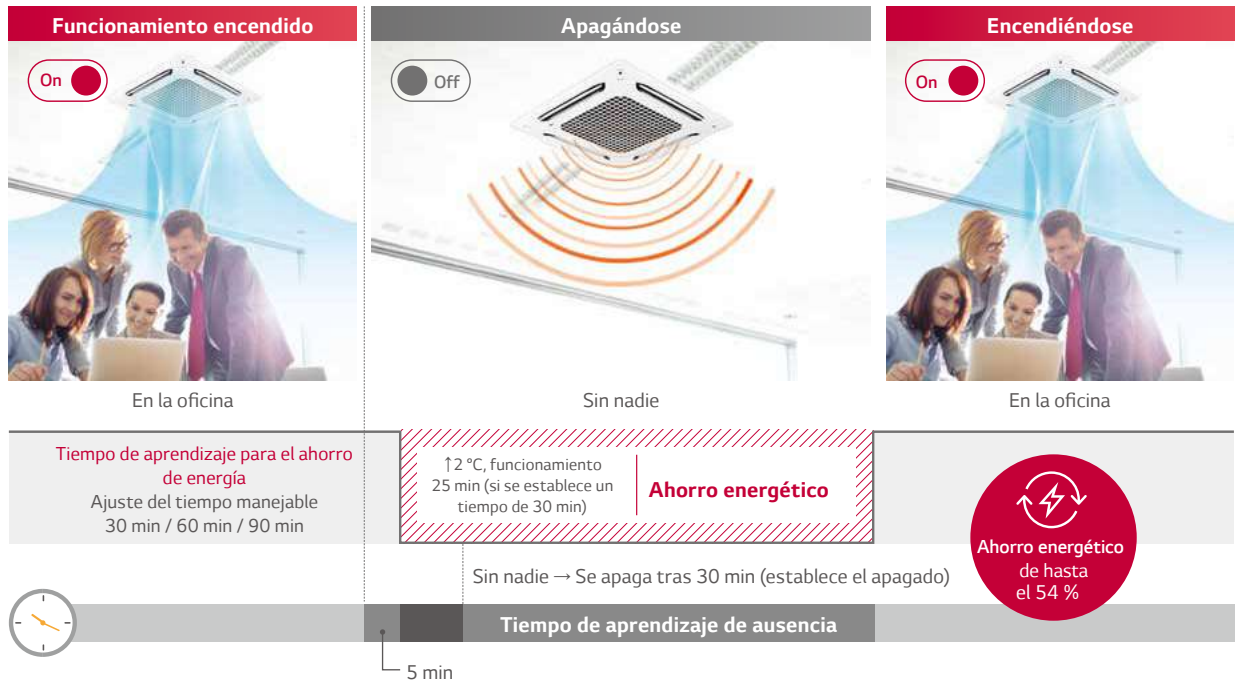 Funcionamiento encendido
Apagándose
Encendiéndose
On
Off
On
En la oficina
Sin nadie
En la oficina
Tiempo de aprendizaje para el ahorro
de energía
Ajuste del tiempo manejable
30 min / 60 min / 90 min
↑2 °C, funcionamiento
25 min (si se establece un
tiempo de 30 min)
Ahorro energético
Ahorro energético
de hasta
el 54 %
Sin nadie → Se apaga tras 30 min (establece el apagado)
Tiempo de aprendizaje de ausencia
5 min